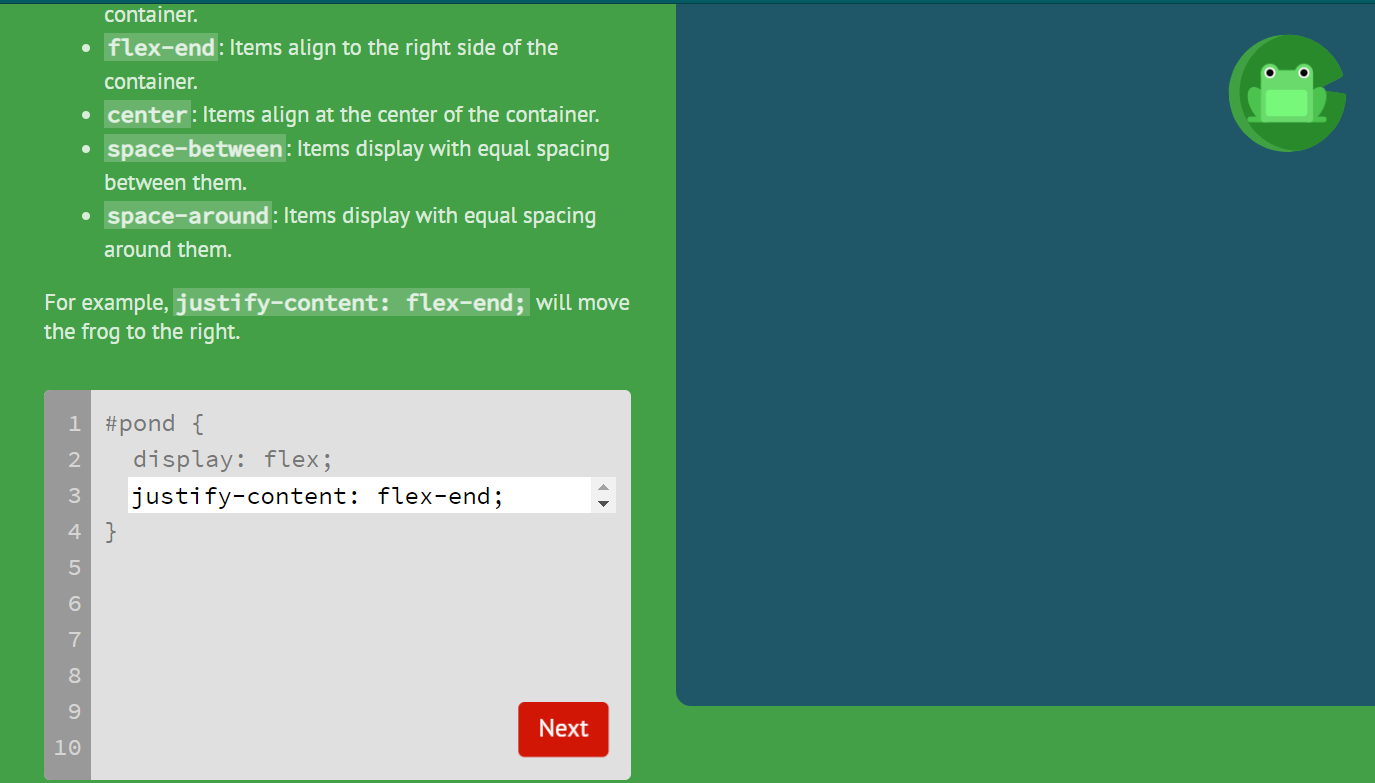 container.
• flex-end: Items align to the right side of the
container.
• center: Items align at the center of the container.
• space-between: Items display with equal spacing
between them.
• space-around: Items display with equal spacing
around them.
For example, justify-content: flex-end; will move
the frog to the right.
1 #pond {
2 display: flex;
3 justify-content: flex-end;
4 }
5
6
7
8
9
10
Next